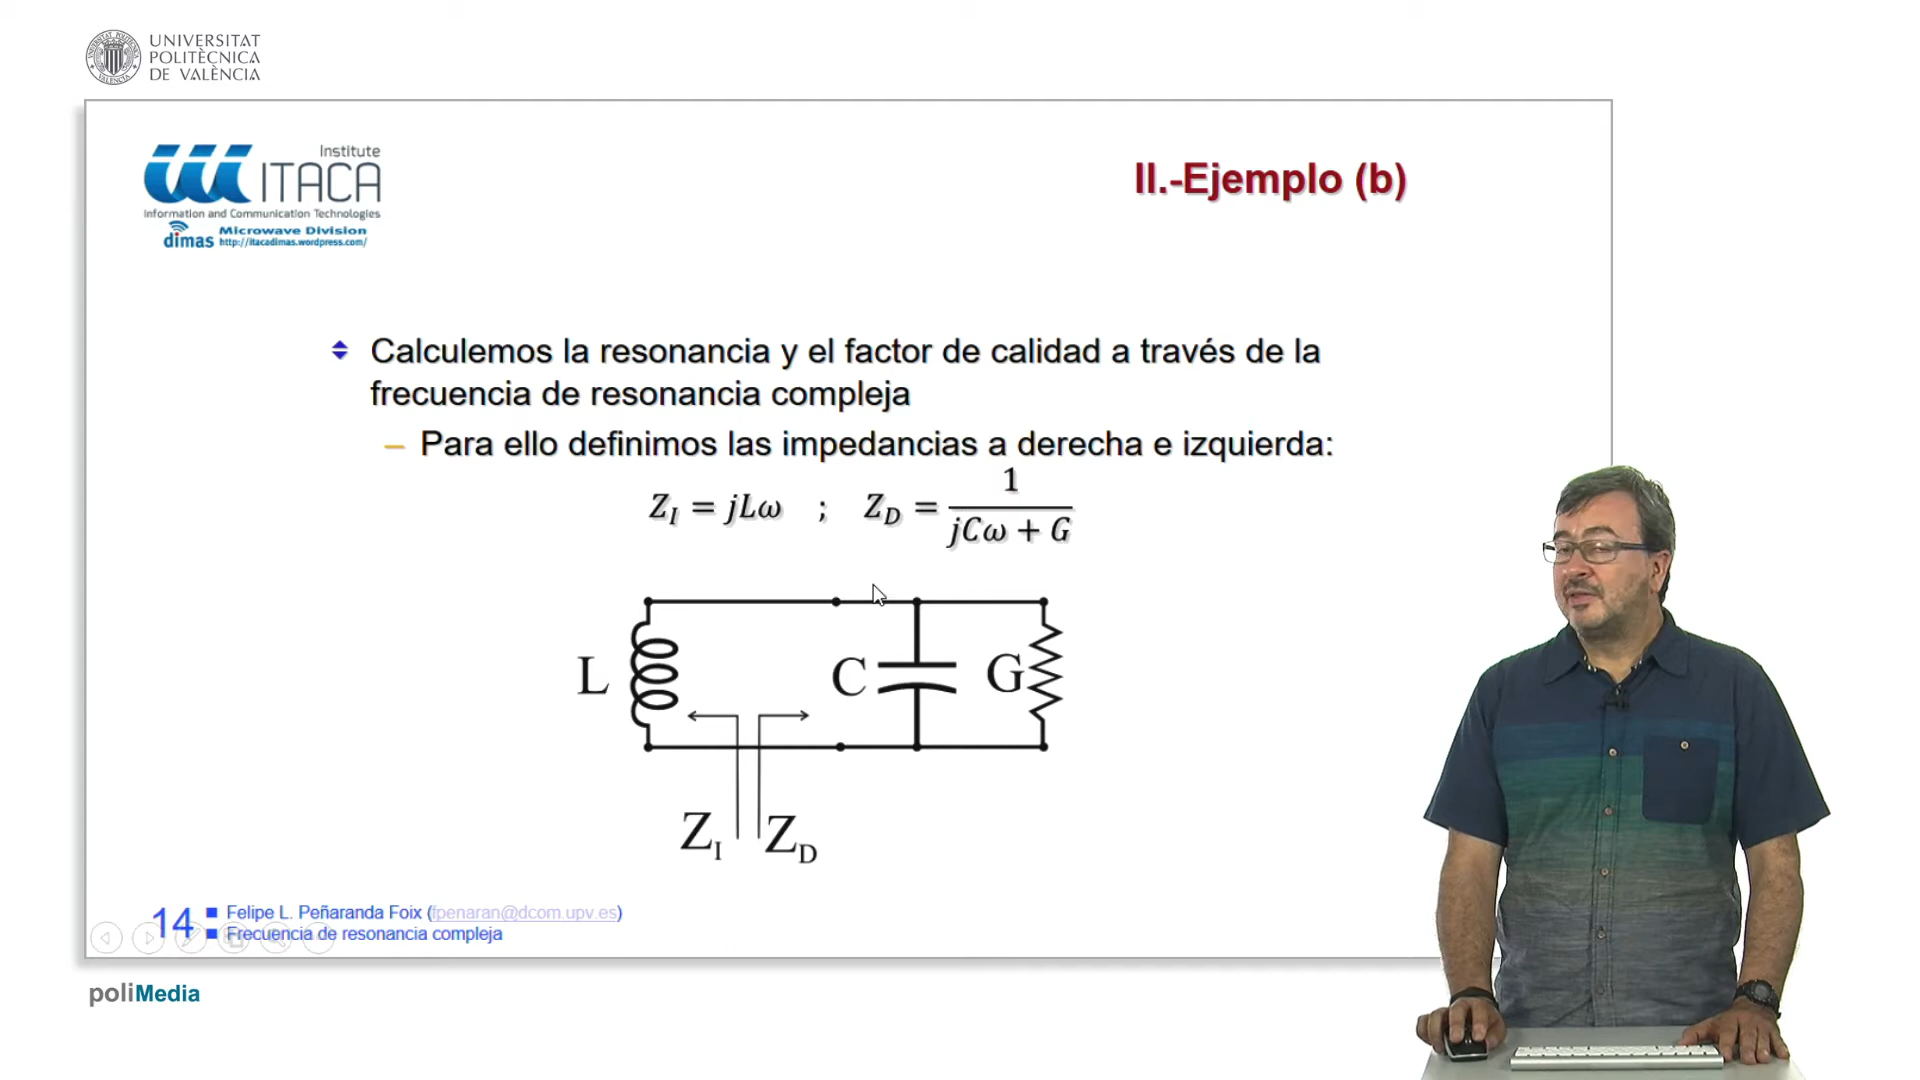 UNIVERSITAT
POLITÈCNICA
DE VALÈNCIA
Institute
ITACA
Information and Communication Technologies
dimas Microwave Division
http://itacadimas.wordpress.com/
II.-Ejemplo (b)
Calculemos la resonancia y el factor de calidad a través de la
frecuencia de resonancia compleja
– Para ello definimos las impedancias a derecha e izquierda:
Z_I = jLω ; Z_D = 1/(jCω + G)
L C G
Z_I Z_D
14
Felipe L. Peñaranda Foix (fpenaran@dcom.upv.es)
Frecuencia de resonancia compleja
poliMedia